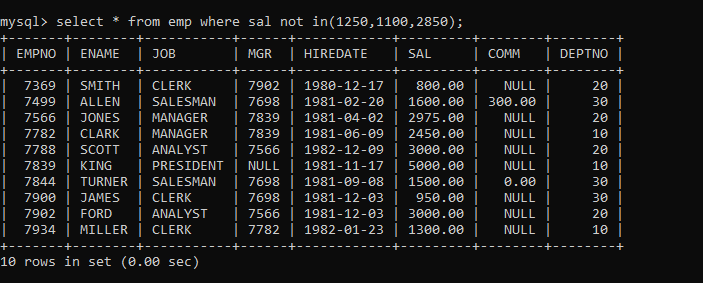 mysql> select * from emp where sal not in(1250,1100,2850);
+-------+--------+-----------+------+------------+---------+--------+--------+
| EMPNO | ENAME  | JOB       | MGR  | HIREDATE   | SAL     | COMM   | DEPTNO |
+-------+--------+-----------+------+------------+---------+--------+--------+
|  7369 | SMITH  | CLERK     | 7902 | 1980-12-17 |  800.00 |   NULL |     20 |
|  7499 | ALLEN  | SALESMAN  | 7698 | 1981-02-20 | 1600.00 | 300.00 |     30 |
|  7566 | JONES  | MANAGER   | 7839 | 1981-04-02 | 2975.00 |   NULL |     20 |
|  7782 | CLARK  | MANAGER   | 7839 | 1981-06-09 | 2450.00 |   NULL |     10 |
|  7788 | SCOTT  | ANALYST   | 7566 | 1982-12-09 | 3000.00 |   NULL |     20 |
|  7839 | KING   | PRESIDENT | NULL | 1981-11-17 | 5000.00 |   NULL |     10 |
|  7844 | TURNER | SALESMAN  | 7698 | 1981-09-08 | 1500.00 |   0.00 |     30 |
|  7900 | JAMES  | CLERK     | 7698 | 1981-12-03 |  950.00 |   NULL |     30 |
|  7902 | FORD   | ANALYST   | 7566 | 1981-12-03 | 3000.00 |   NULL |     20 |
|  7934 | MILLER | CLERK     | 7782 | 1982-01-23 | 1300.00 |   NULL |     10 |
+-------+--------+-----------+------+------------+---------+--------+--------+
10 rows in set (0.00 sec)